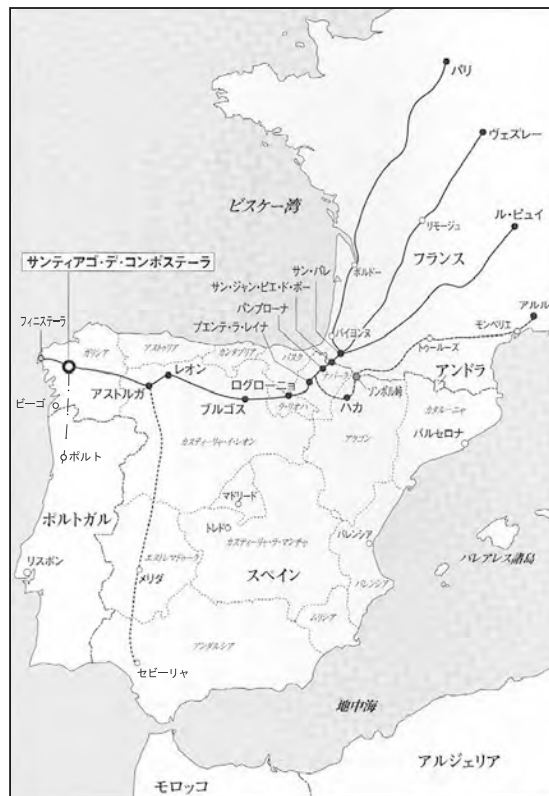 パリ
ヴェズレー
ビスケー湾
ル・ピュイ
リモージュ
フランス
サンティアゴ・デ・コンポステーラ
サン・パレ
ボルドー
サン・ジャン・ピエ・ド・ポー
パンプローナ
プエンテ・ラ・レイナ
フィニステーラ
バイヨンヌ
アルル
モンペリエ
トゥールーズ
ガリシア
アストゥリア
カンタブリア
バスク
ナバーラ
アンドラ
レオン
アストルガ
ログローニョ
ラ・リオハ
ブルゴス
ハカ
ソンポル峠
カタルーニャ
ビーゴ
カスティーリャ・イ・レオン
アラゴン
バルセロナ
ポルト
マドリード
ポルトガル
トレド
カスティーリャ・ラ・マンチャ
バレンシア
リスボン
エストレマドゥーラ
メリダ
スペイン
バレアレス諸島
バレンシア
ムルシア
アンダルシア
セビーリャ
地中海
モロッコ
アルジェリア